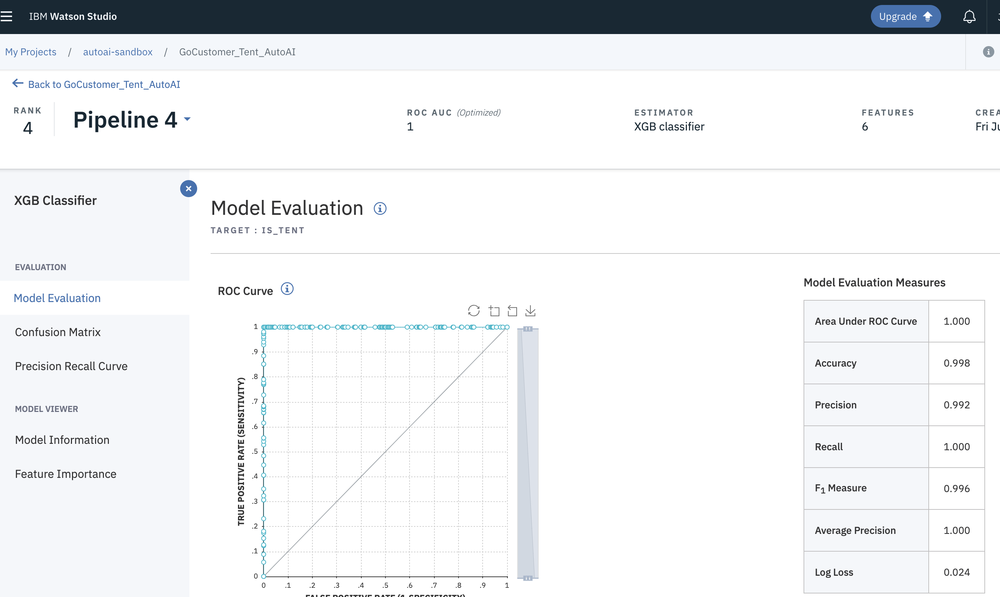 IBM Watson Studio
Upgrade
My Projects / autoai-sandbox / GoCustomer_Tent_AutoAI
Back to GoCustomer_Tent_AutoAI
RANK
4
Pipeline 4
ROC AUC (Optimized)
1
ESTIMATOR
XGB classifier
FEATURES
6
CREA
Fri Ju
XGB Classifier
EVALUATION
Model Evaluation
Confusion Matrix
Precision Recall Curve
MODEL VIEWER
Model Information
Feature Importance
Model Evaluation
TARGET : IS_TENT
ROC Curve
TRUE POSITIVE RATE (SENSITIVITY)
1
.9
.8
.7
.6
.5
.4
.3
.2
.1
0
0 .1 .2 .3 .4 .5 .6 .7 .8 .9 1
FALSE POSITIVE RATE (1-SPECIFICITY)
Model Evaluation Measures
Area Under ROC Curve 1.000
Accuracy 0.998
Precision 0.992
Recall 1.000
F1 Measure 0.996
Average Precision 1.000
Log Loss 0.024